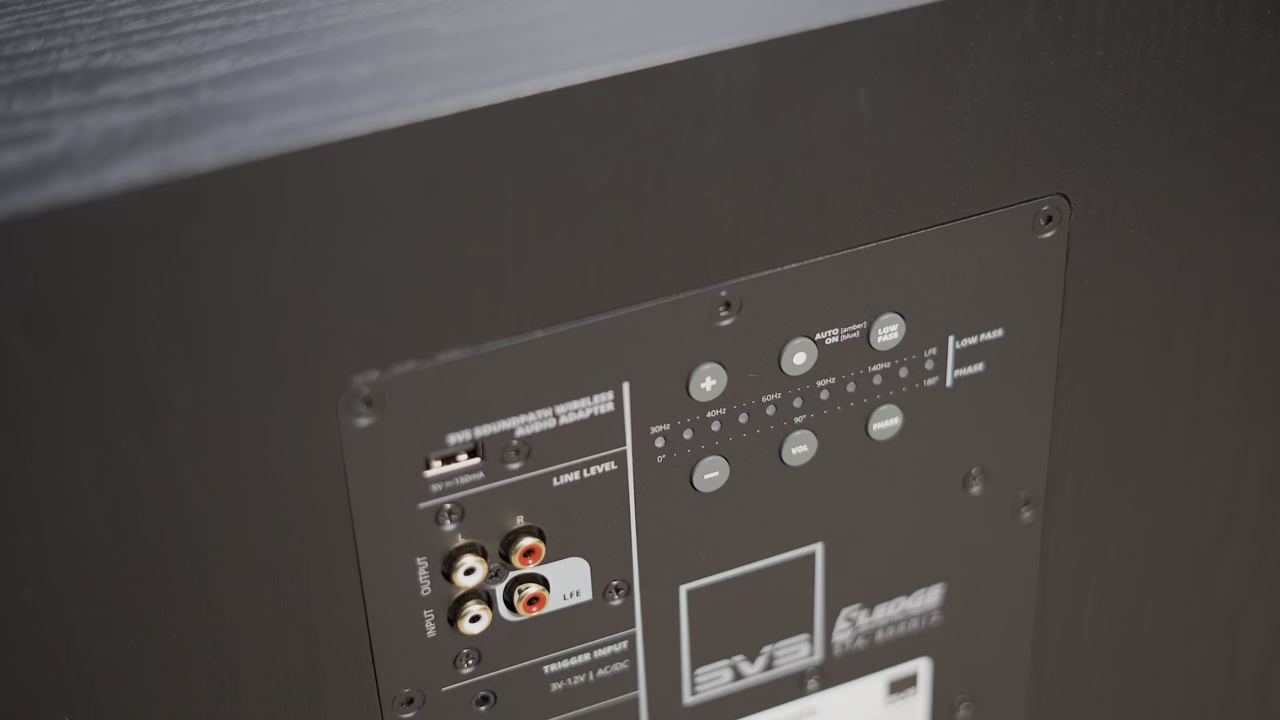 SVS SOUNDPATH WIRELESS
AUDIO ADAPTER
5V⎓150mA
LINE LEVEL
L
R
OUTPUT
INPUT
LFE
TRIGGER INPUT
3V-12V | AC/DC
AUTO [amber]
ON [blue]
LOW
PASS
30Hz
40Hz
60Hz
90Hz
140Hz
LFE
LOW PASS
0°
90°
180°
PHASE
VOL
PHASE
SVS
SLEDGE